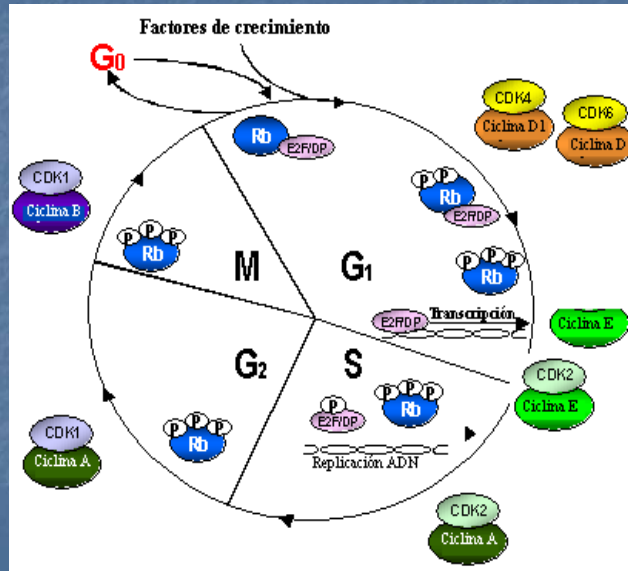 Factores de crecimiento
G0
CDK4
Ciclina D1
CDK6
Ciclina D
Rb
E2F/DP
P P
Rb
E2F/DP
CDK1
Ciclina B
P P P
Rb
M
G1
P P P
Rb
E2F/DP
Transcripción
Ciclina E
G2
S
CDK2
Ciclina E
P
E2F/DP
P P P
Rb
P P P
Rb
Replicación ADN
CDK1
Ciclina A
CDK2
Ciclina A